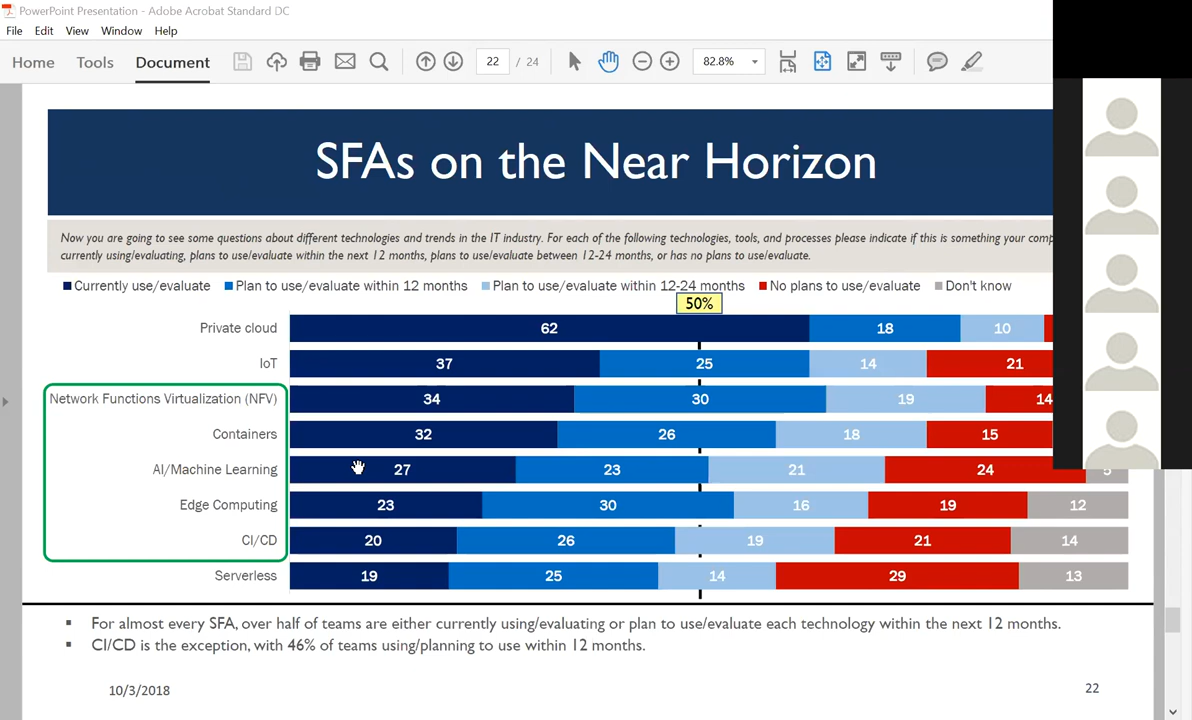 PowerPoint Presentation - Adobe Acrobat Standard DC
File Edit View Window Help
Home Tools Document 22 / 24 82.8%
SFAs on the Near Horizon
Now you are going to see some questions about different technologies and trends in the IT industry. For each of the following technologies, tools, and processes please indicate if this is something your comp
currently using/evaluating, plans to use/evaluate within the next 12 months, plans to use/evaluate between 12-24 months, or has no plans to use/evaluate.
Currently use/evaluate Plan to use/evaluate within 12 months Plan to use/evaluate within 12-24 months No plans to use/evaluate Don't know
50%
Private cloud 62 18 10
IoT 37 25 14 21
Network Functions Virtualization (NFV) 34 30 19 14
Containers 32 26 18 15
AI/Machine Learning 27 23 21 24 5
Edge Computing 23 30 16 19 12
CI/CD 20 26 19 21 14
Serverless 19 25 14 29 13
▪ For almost every SFA, over half of teams are either currently using/evaluating or plan to use/evaluate each technology within the next 12 months.
▪ CI/CD is the exception, with 46% of teams using/planning to use within 12 months.
10/3/2018 22